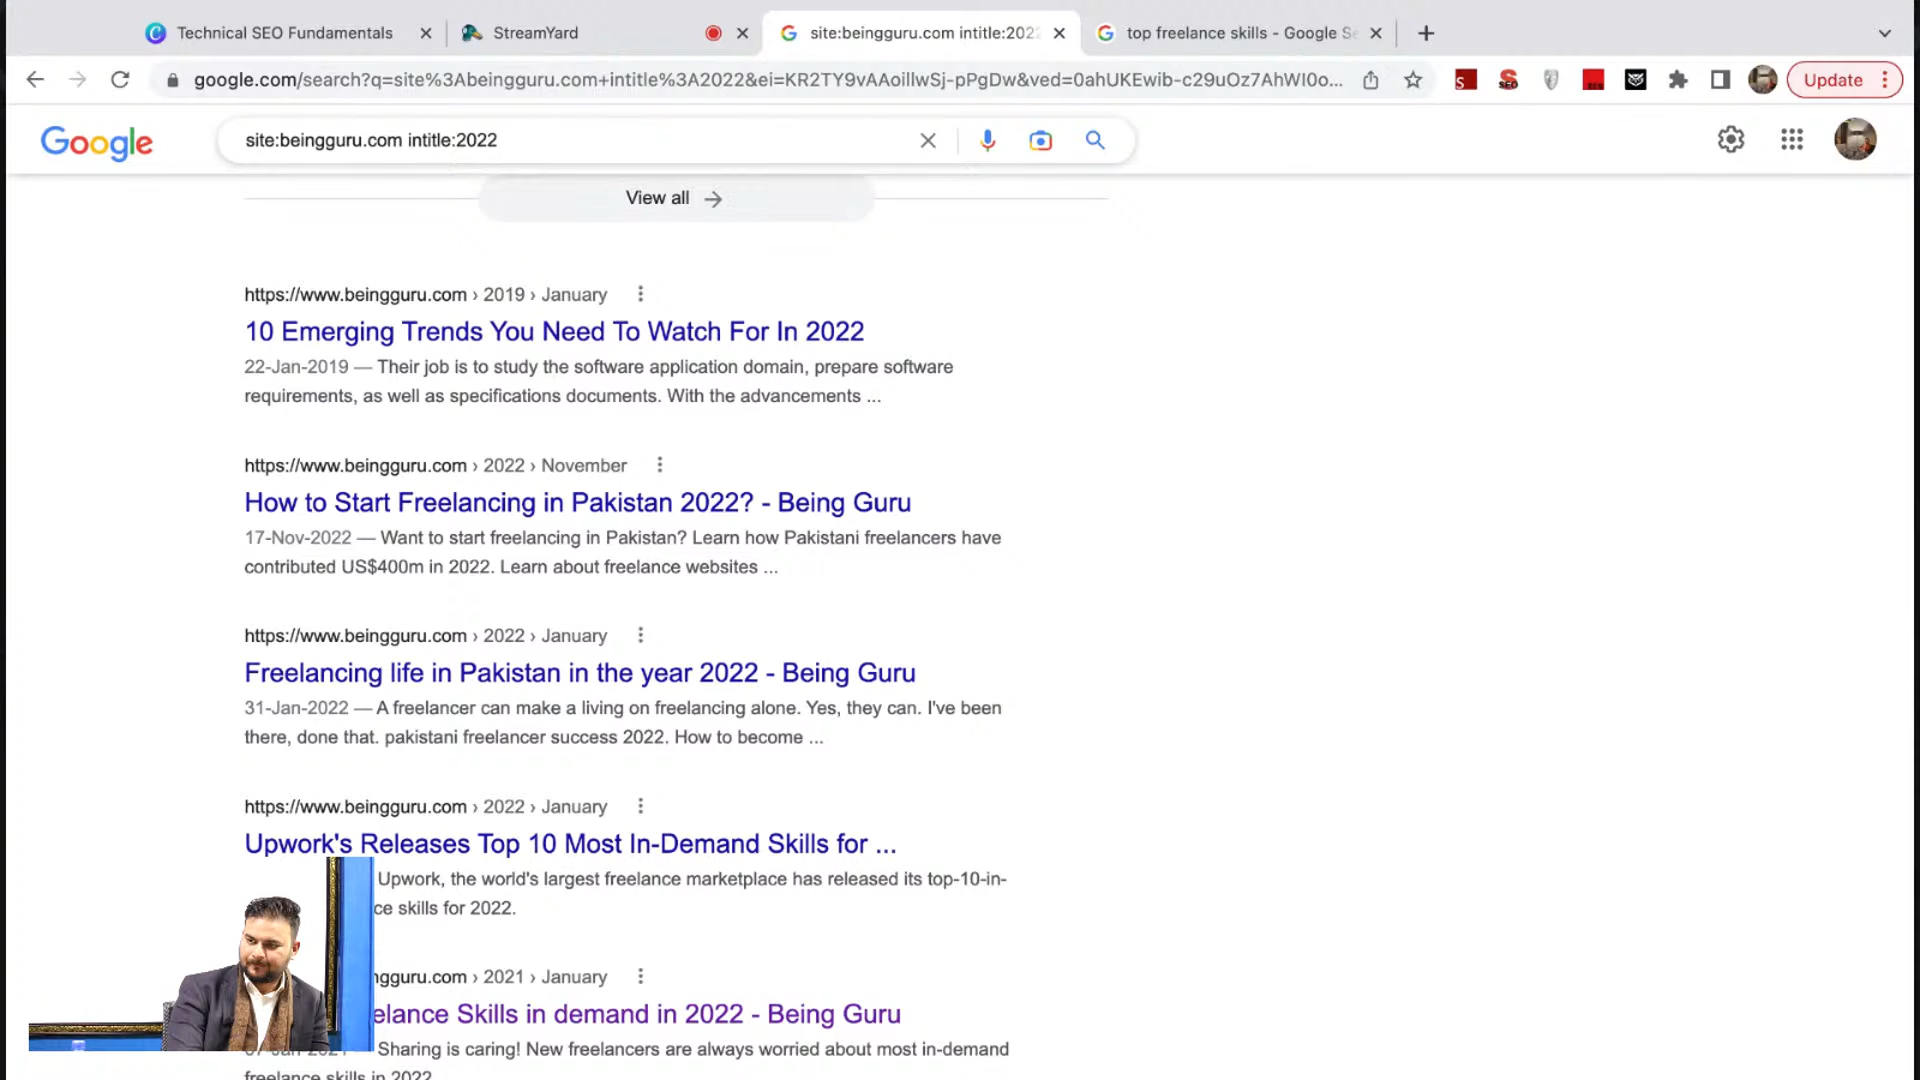 Technical SEO Fundamentals
StreamYard
site:beingguru.com intitle:202
top freelance skills - Google Se
google.com/search?q=site%3Abeingguru.com+intitle%3A2022&ei=KR2TY9vAAoillwSj-pPgDw&ved=0ahUKEwib-c29uOz7AhWI0o...
Update
Google
site:beingguru.com intitle:2022
View all
https://www.beingguru.com › 2019 › January
10 Emerging Trends You Need To Watch For In 2022
22-Jan-2019 — Their job is to study the software application domain, prepare software
requirements, as well as specifications documents. With the advancements ...
https://www.beingguru.com › 2022 › November
How to Start Freelancing in Pakistan 2022? - Being Guru
17-Nov-2022 — Want to start freelancing in Pakistan? Learn how Pakistani freelancers have
contributed US$400m in 2022. Learn about freelance websites ...
https://www.beingguru.com › 2022 › January
Freelancing life in Pakistan in the year 2022 - Being Guru
31-Jan-2022 — A freelancer can make a living on freelancing alone. Yes, they can. I've been
there, done that. pakistani freelancer success 2022. How to become ...
https://www.beingguru.com › 2022 › January
Upwork's Releases Top 10 Most In-Demand Skills for ...
Upwork, the world's largest freelance marketplace has released its top-10-in-
ce skills for 2022.
ngguru.com › 2021 › January
elance Skills in demand in 2022 - Being Guru
Sharing is caring! New freelancers are always worried about most in-demand
freelance skills in 2022